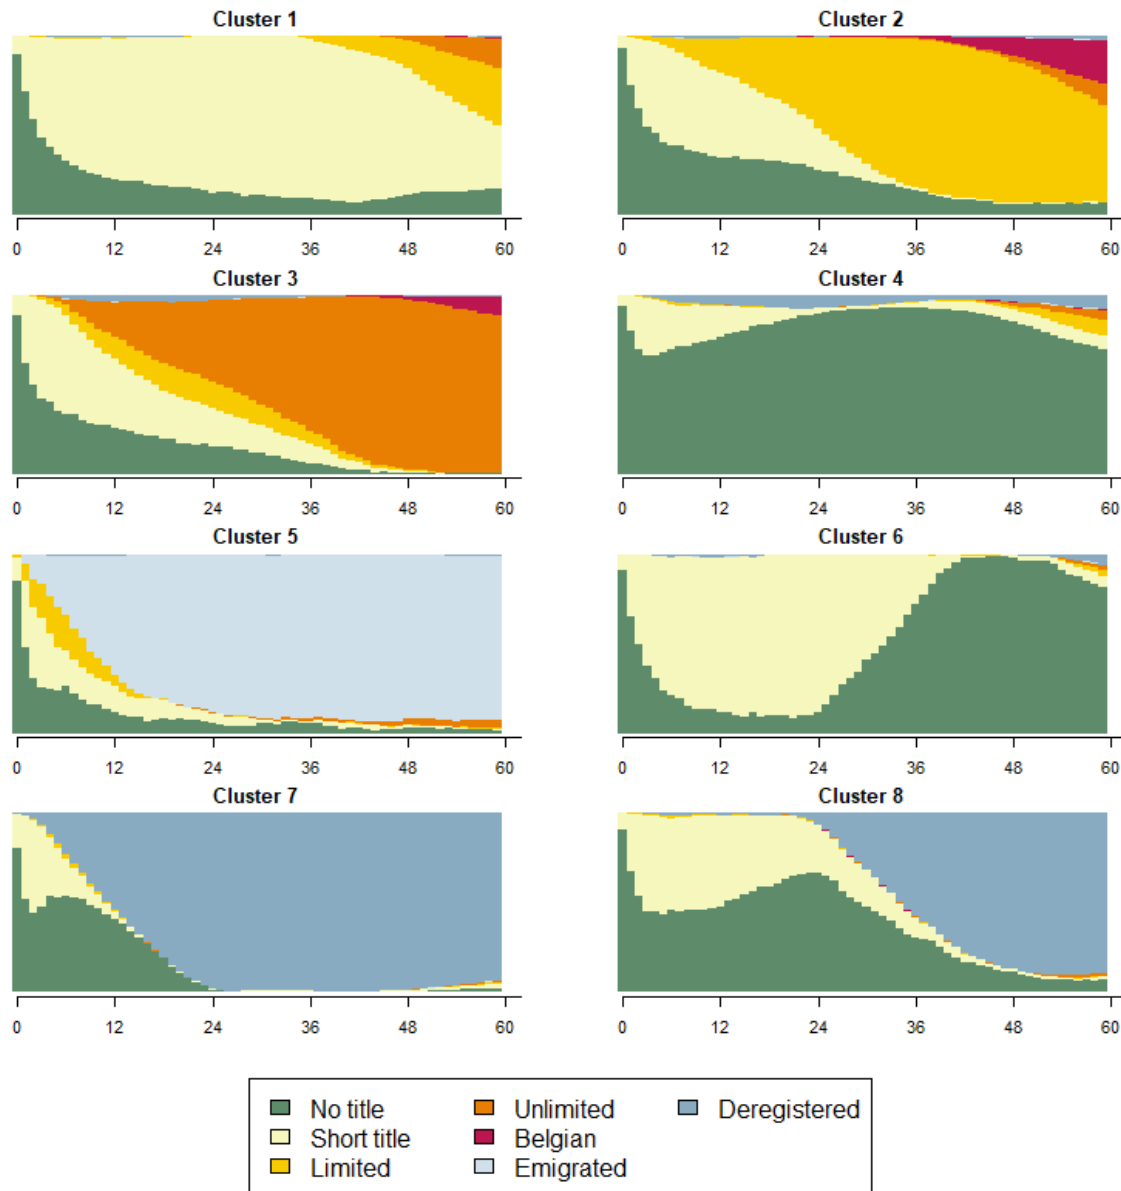 Cluster 1
Cluster 2
0 12 24 36 48 60
0 12 24 36 48 60
Cluster 3
Cluster 4
0 12 24 36 48 60
0 12 24 36 48 60
Cluster 5
Cluster 6
0 12 24 36 48 60
0 12 24 36 48 60
Cluster 7
Cluster 8
0 12 24 36 48 60
0 12 24 36 48 60
No title
Short title
Limited
Unlimited
Belgian
Emigrated
Deregistered